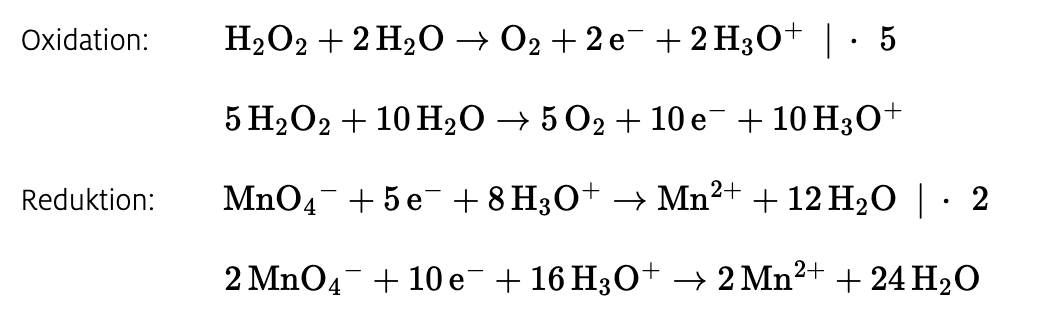 Oxidation: H₂O₂ + 2 H₂O → O₂ + 2 e⁻ + 2 H₃O⁺ | · 5
5 H₂O₂ + 10 H₂O → 5 O₂ + 10 e⁻ + 10 H₃O⁺
Reduktion: MnO₄⁻ + 5 e⁻ + 8 H₃O⁺ → Mn²⁺ + 12 H₂O | · 2
2 MnO₄⁻ + 10 e⁻ + 16 H₃O⁺ → 2 Mn²⁺ + 24 H₂O